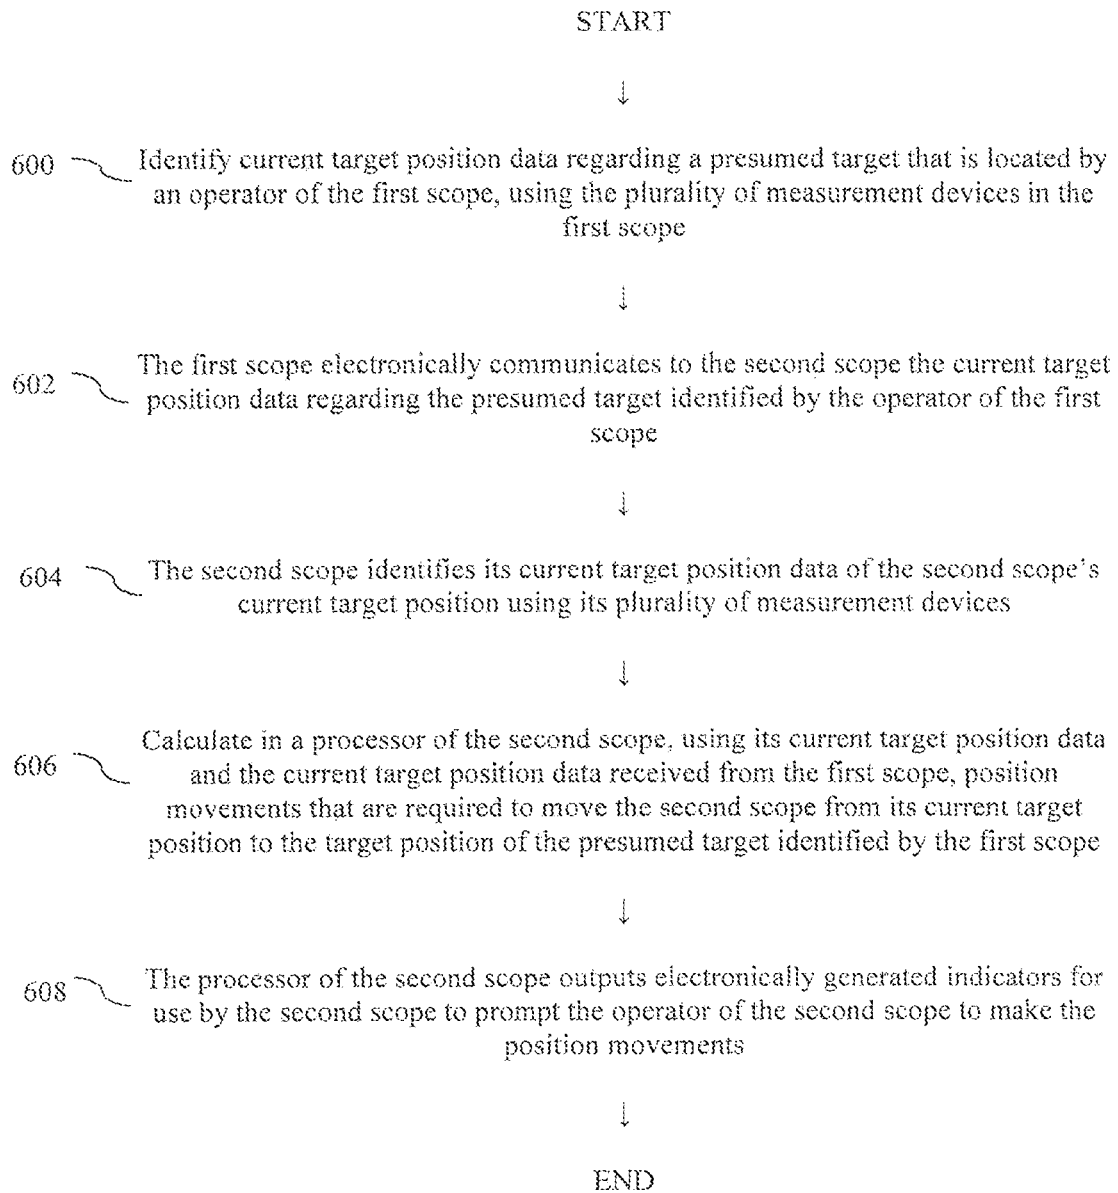 START
↓
600 Identify current target position data regarding a presumed target that is located by
an operator of the first scope, using the plurality of measurement devices in the
first scope
↓
602 The first scope electronically communicates to the second scope the current target
position data regarding the presumed target identified by the operator of the first
scope
↓
604 The second scope identifies its current target position data of the second scope's
current target position using its plurality of measurement devices
↓
606 Calculate in a processor of the second scope, using its current target position data
and the current target position data received from the first scope, position
movements that are required to move the second scope from its current target
position to the target position of the presumed target identified by the first scope
↓
608 The processor of the second scope outputs electronically generated indicators for
use by the second scope to prompt the operator of the second scope to make the
position movements
↓
END